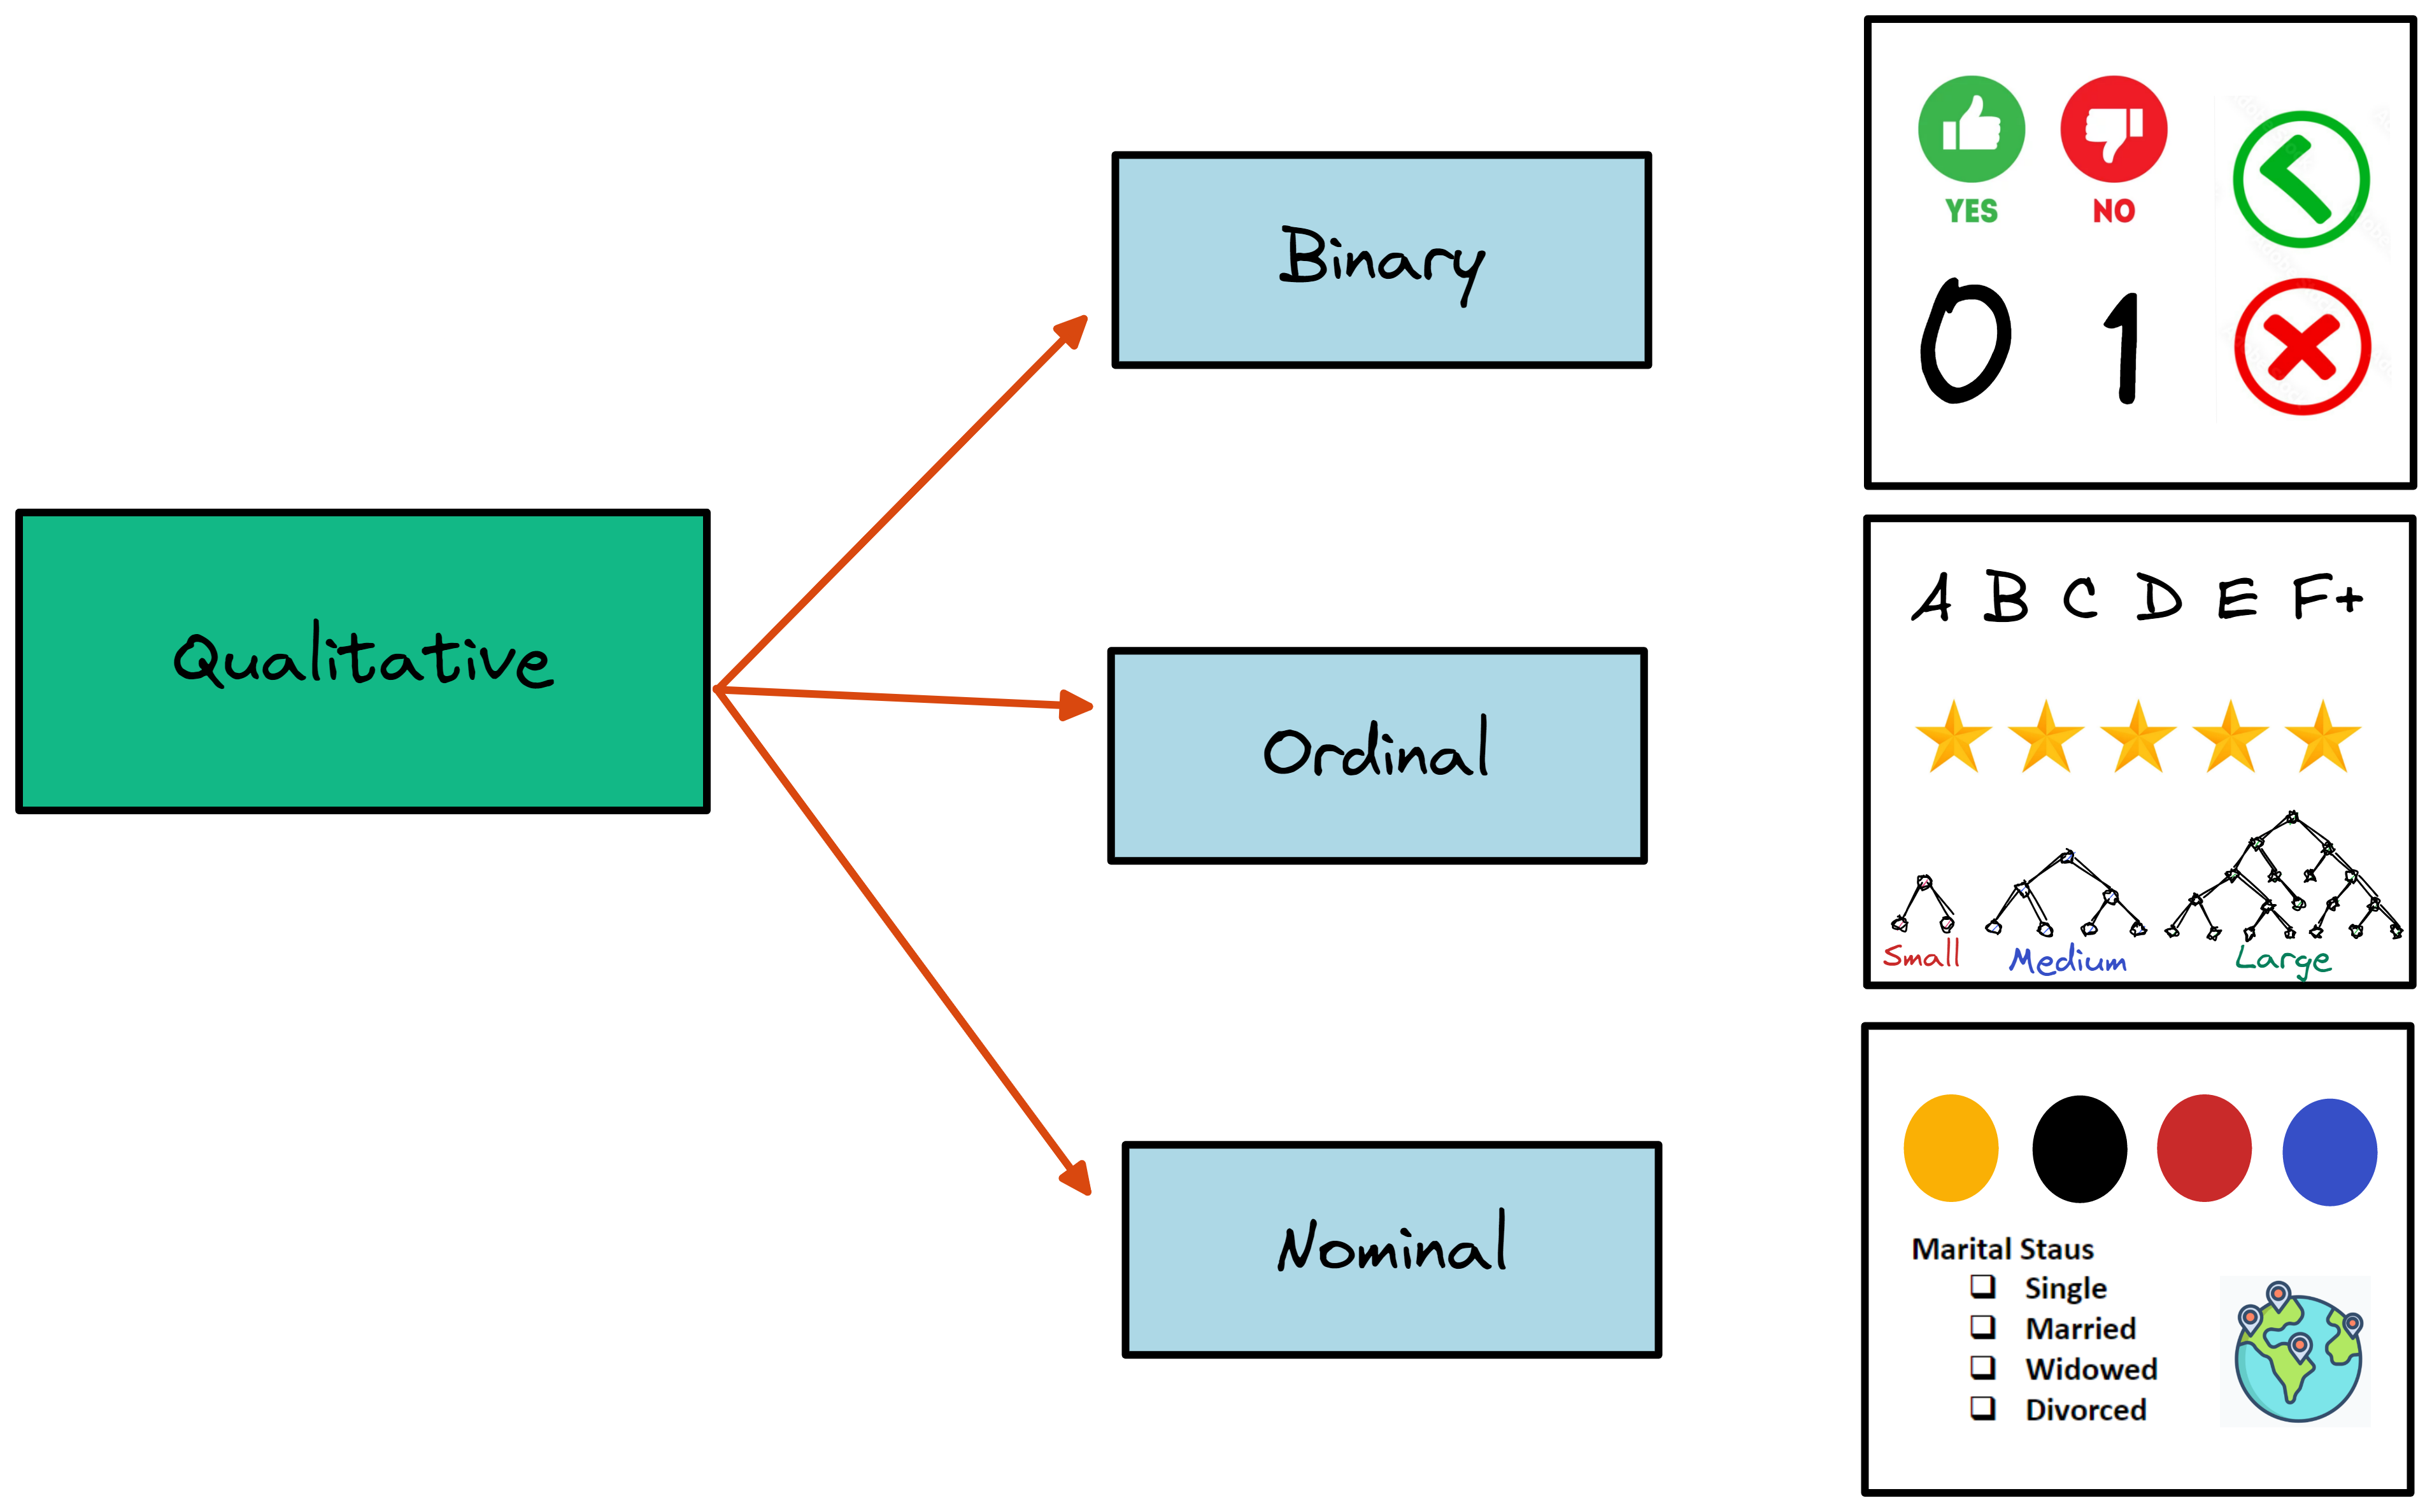 Qualitative
Binary
Ordinal
Nominal
YES NO
0 1
A B C D E F+
Small Medium Large
Marital Staus
❑ Single
❑ Married
❑ Widowed
❑ Divorced